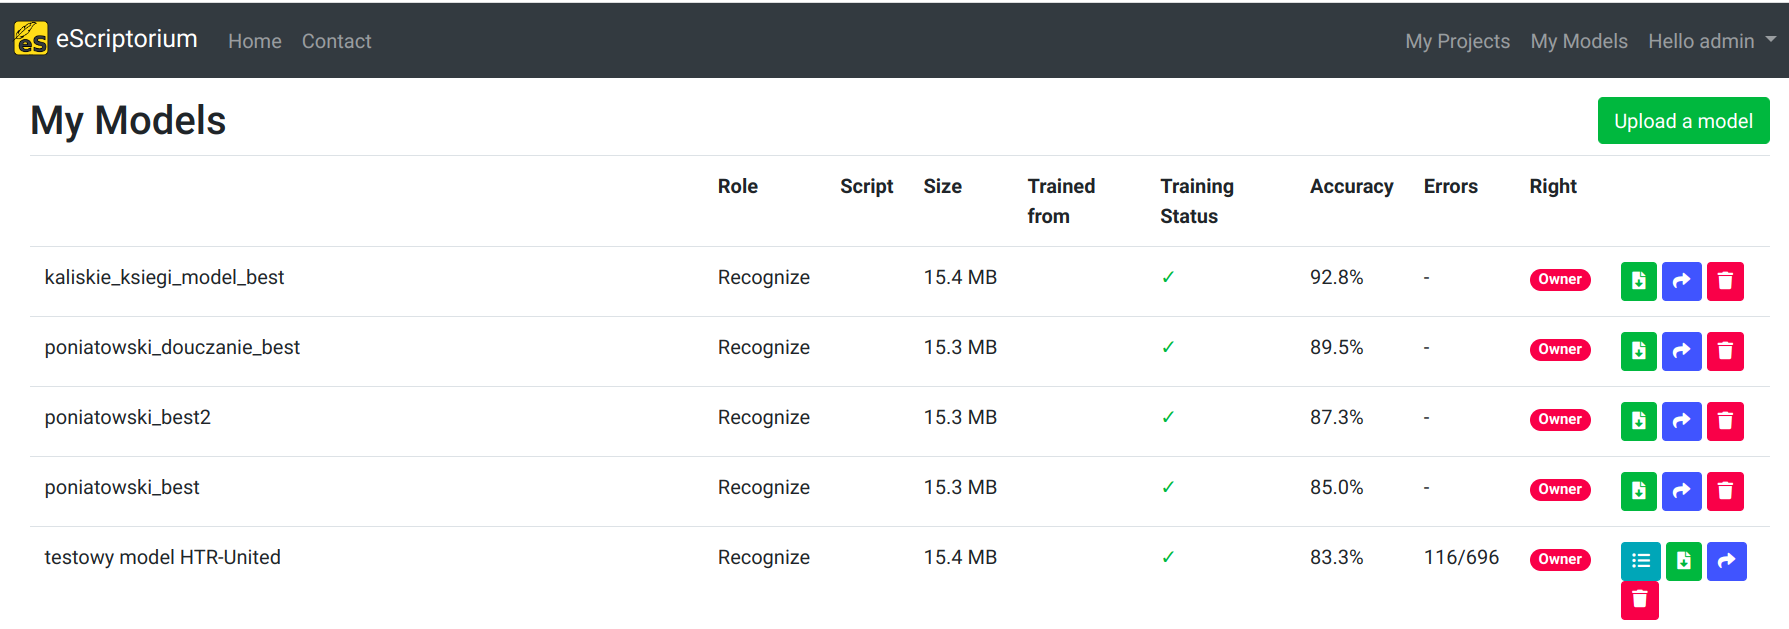 eS eScriptorium Home Contact My Projects My Models Hello admin
My Models Upload a model
Role Script Size Trained from Training Status Accuracy Errors Right
kaliskie_ksiegi_model_best Recognize 15.4 MB ✓ 92.8% - Owner
poniatowski_douczanie_best Recognize 15.3 MB ✓ 89.5% - Owner
poniatowski_best2 Recognize 15.3 MB ✓ 87.3% - Owner
poniatowski_best Recognize 15.3 MB ✓ 85.0% - Owner
testowy model HTR-United Recognize 15.4 MB ✓ 83.3% 116/696 Owner